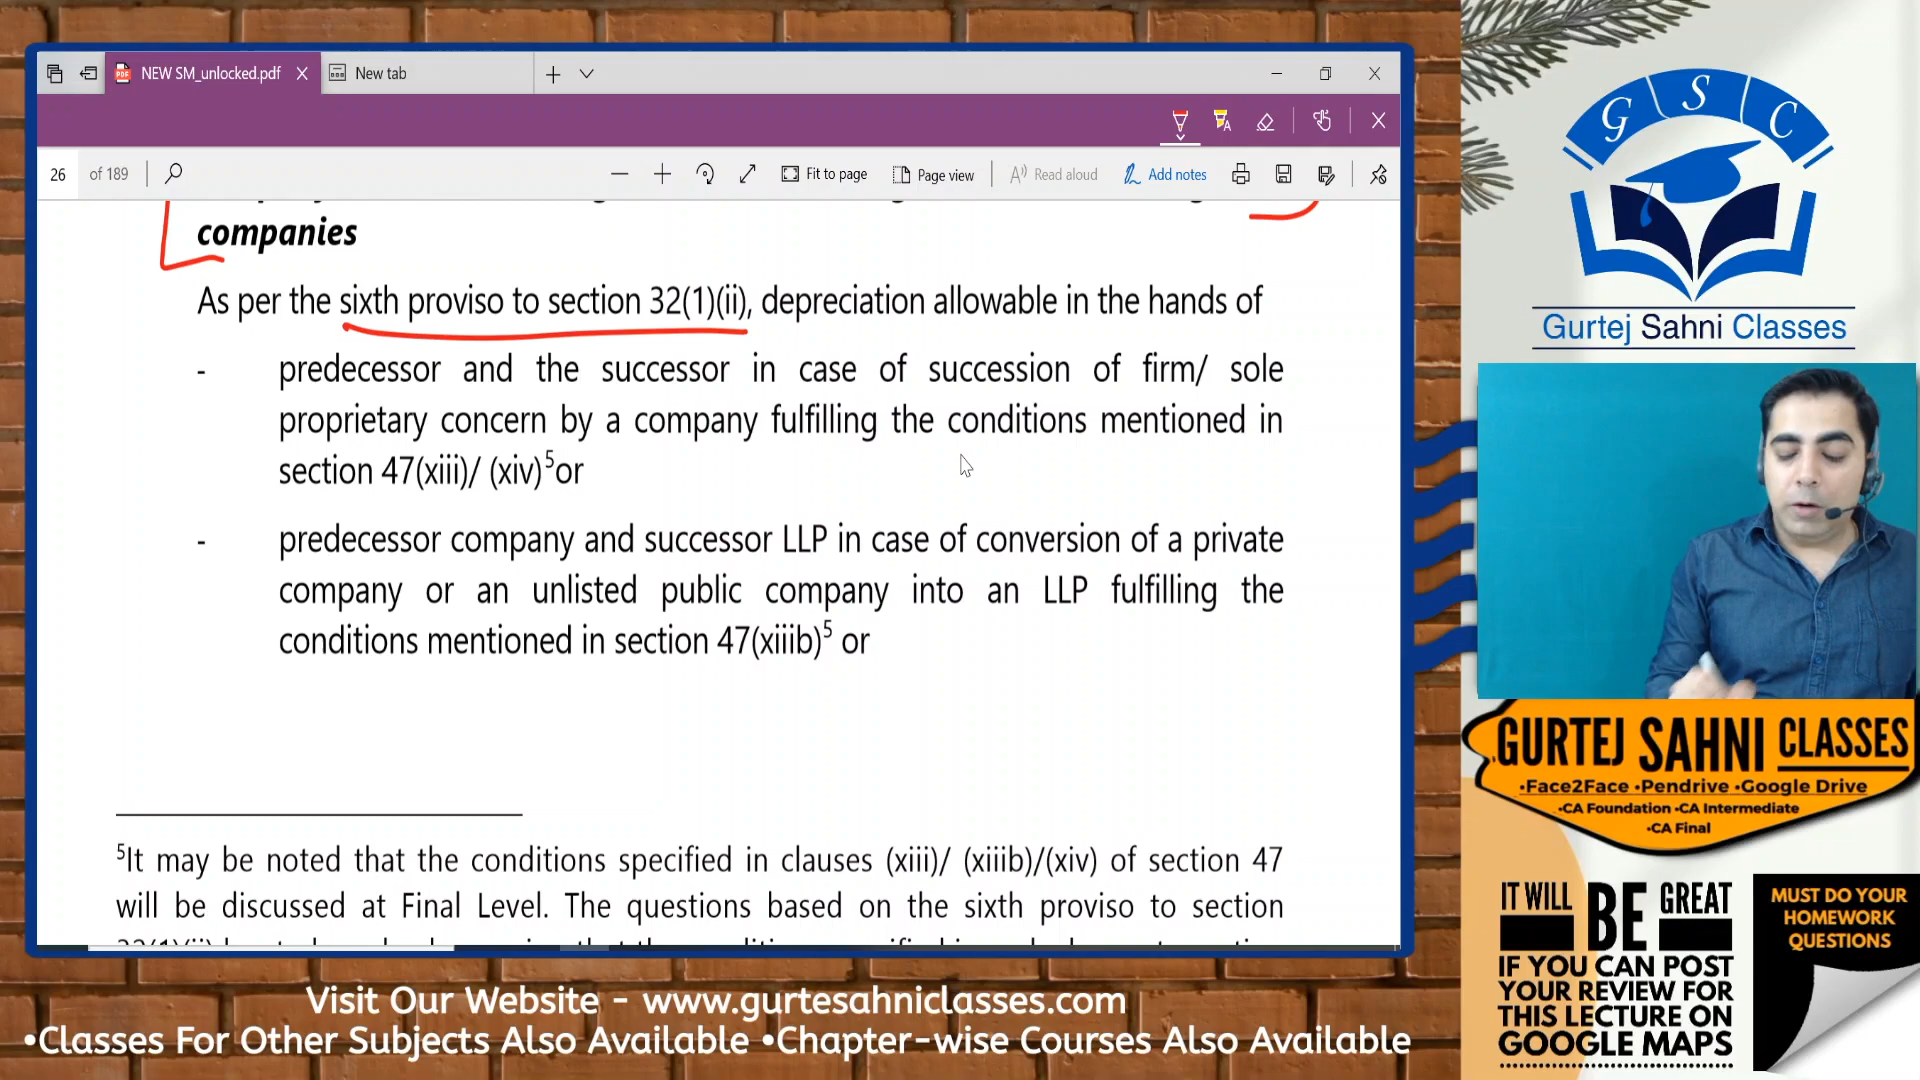 NEW SM_unlocked.pdf
New tab
26 of 189
Fit to page
Page view
Read aloud
Add notes
companies
As per the sixth proviso to section 32(1)(ii), depreciation allowable in the hands of
- predecessor and the successor in case of succession of firm/ sole
proprietary concern by a company fulfilling the conditions mentioned in
section 47(xiii)/ (xiv)5or
- predecessor company and successor LLP in case of conversion of a private
company or an unlisted public company into an LLP fulfilling the
conditions mentioned in section 47(xiiib)5 or
5It may be noted that the conditions specified in clauses (xiii)/ (xiiib)/(xiv) of section 47
will be discussed at Final Level. The questions based on the sixth proviso to section
GSC
Gurtej Sahni Classes
GURTEJ SAHNI CLASSES
•Face2Face •Pendrive •Google Drive
•CA Foundation •CA Intermediate
•CA Final
IT WILL BE GREAT
IF YOU CAN POST
YOUR REVIEW FOR
THIS LECTURE ON
GOOGLE MAPS
MUST DO YOUR
HOMEWORK
QUESTIONS
Visit Our Website - www.gurtesahniclasses.com
•Classes For Other Subjects Also Available •Chapter-wise Courses Also Available